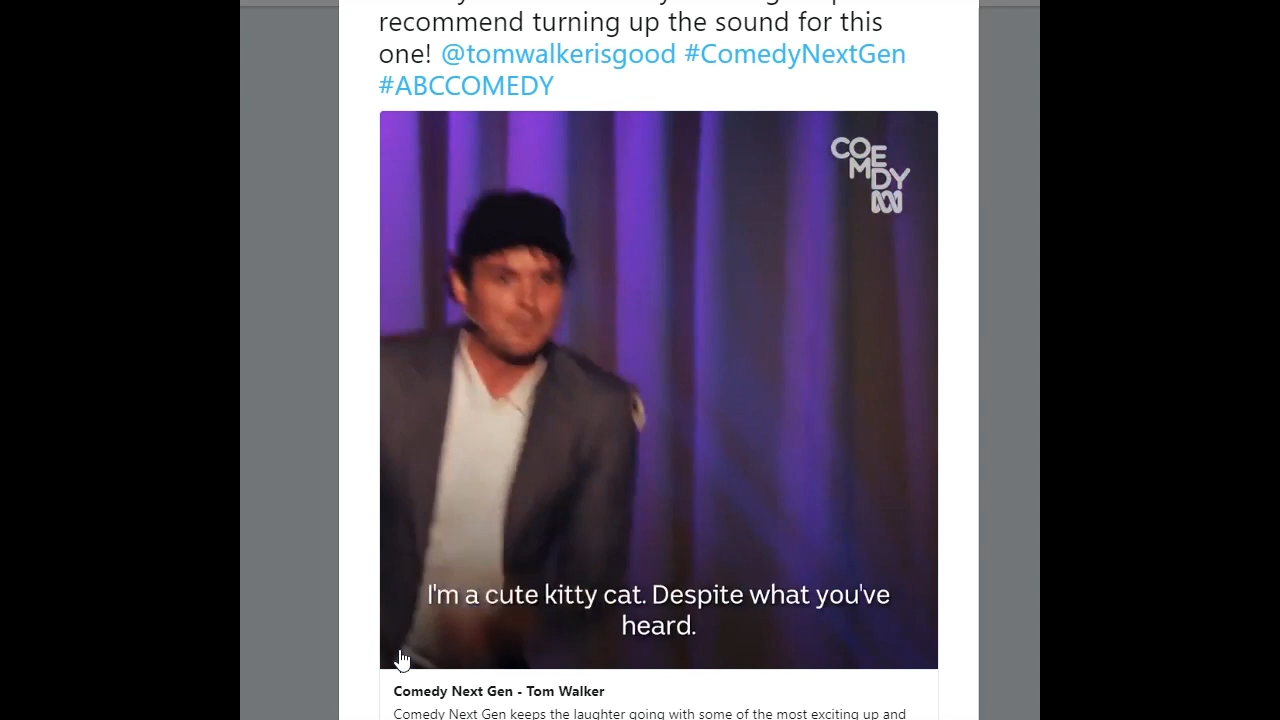 recommend turning up the sound for this
one! @tomwalkerisgood #ComedyNextGen
#ABCCOMEDY
COMEDY
I'm a cute kitty cat. Despite what you've
heard.
Comedy Next Gen - Tom Walker
Comedy Next Gen keeps the laughter going with some of the most exciting up and